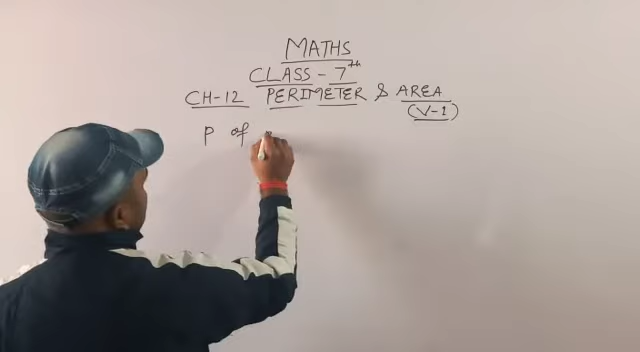 MATHS
CLASS - 7th
CH-12 PERIMETER & AREA
(V-1)
P of